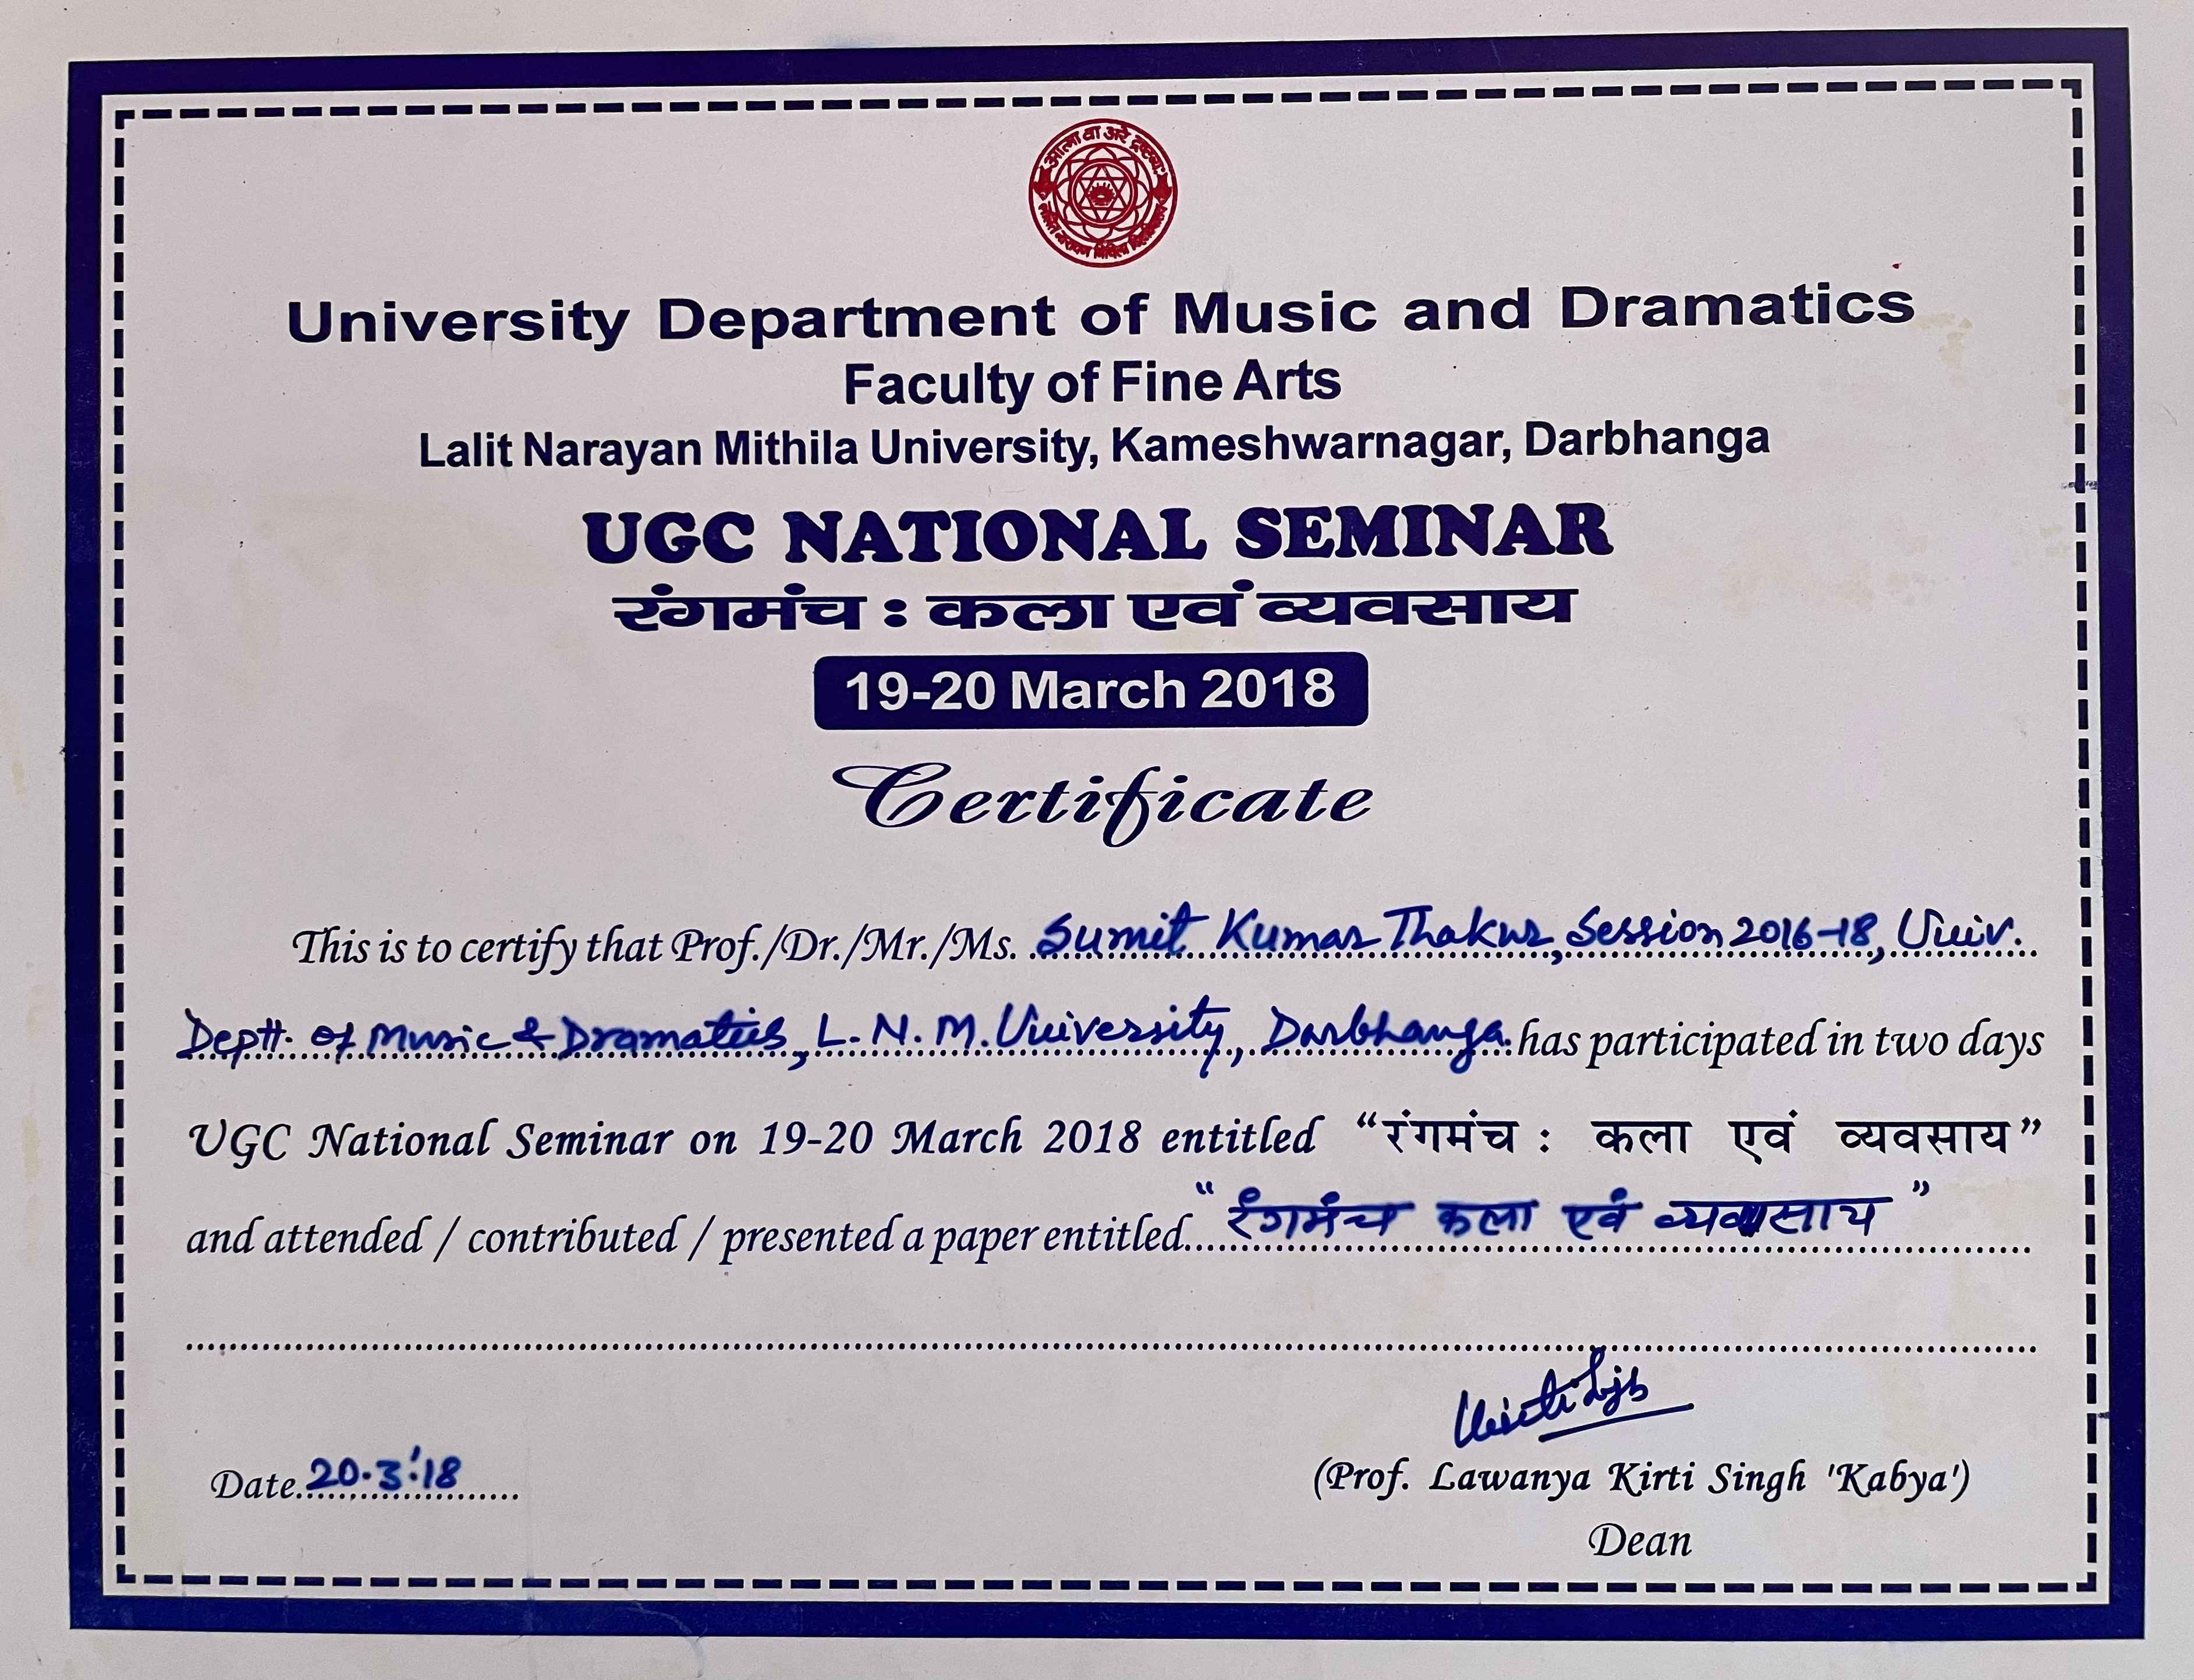 आत्मा वा अरे द्रष्टव्यः
ललित नारायण मिथिला विश्वविद्यालय
University Department of Music and Dramatics
Faculty of Fine Arts
Lalit Narayan Mithila University, Kameshwarnagar, Darbhanga
UGC NATIONAL SEMINAR
रंगमंच : कला एवं व्यवसाय
19-20 March 2018
Certificate
This is to certify that Prof./Dr./Mr./Ms. Sumit Kumar Thakur, Session 2016-18, Univ.
Deptt. of Music & Dramatics, L. N. M. University, Darbhanga. has participated in two days
UGC National Seminar on 19-20 March 2018 entitled “रंगमंच : कला एवं व्यवसाय”
and attended / contributed / presented a paper entitled “रंगमंच कला एवं व्यवसाय”
Date 20.3.'18
(Prof. Lawanya Kirti Singh 'Kabya')
Dean